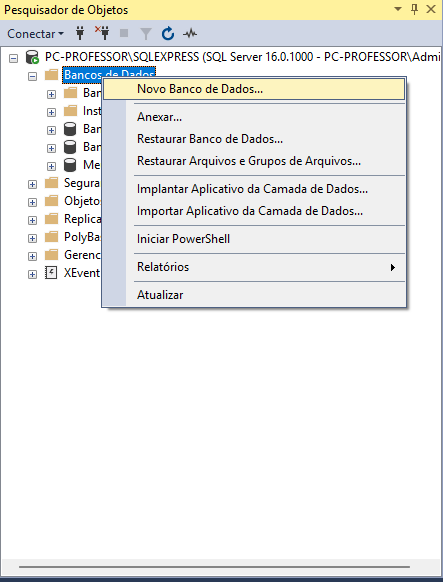 Pesquisador de Objetos
Conectar
PC-PROFESSOR\SQLEXPRESS (SQL Server 16.0.1000 - PC-PROFESSOR\Admi
Bancos de Dados
Novo Banco de Dados...
Anexar...
Restaurar Banco de Dados...
Restaurar Arquivos e Grupos de Arquivos...
Implantar Aplicativo da Camada de Dados...
Importar Aplicativo da Camada de Dados...
Iniciar PowerShell
Relatórios
Atualizar
Ban
Inst
Ban
Ban
Me
Segura
Objetos
Replica
PolyBa
Gerenc
XEvent